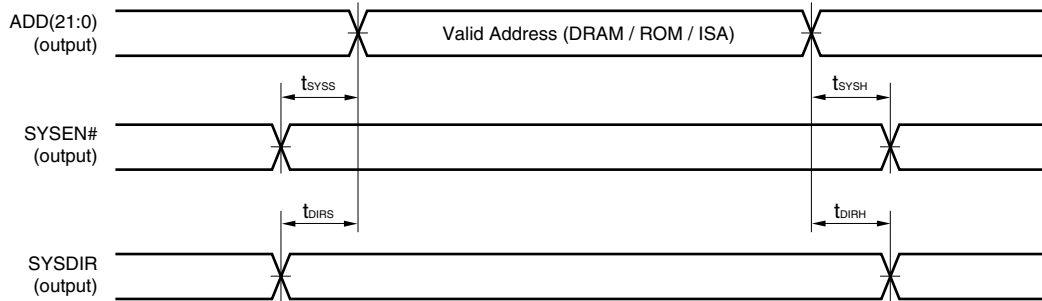 ADD(21:0)
(output)
Valid Address (DRAM / ROM / ISA)
tSYSS
tSYSH
SYSEN#
(output)
tDIRS
tDIRH
SYSDIR
(output)